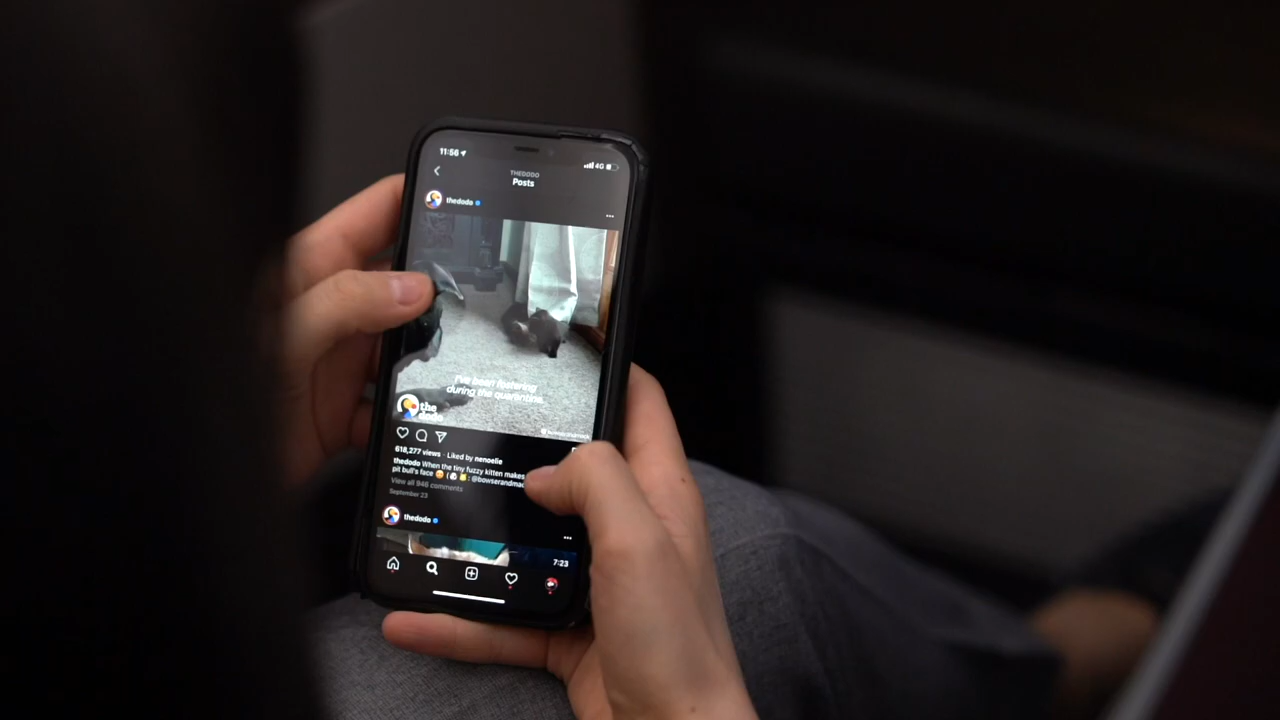 11:56
4G
THEDODO
Posts
thedodo
I've been fostering
during the quarantine.
the
dodo
618,277 views · Liked by nenoelie
thedodo When the tiny fuzzy kitten makes
pit bull's face 😍 (🐶🐱: @bowserandmac
View all 946 comments
September 23
thedodo
7:23